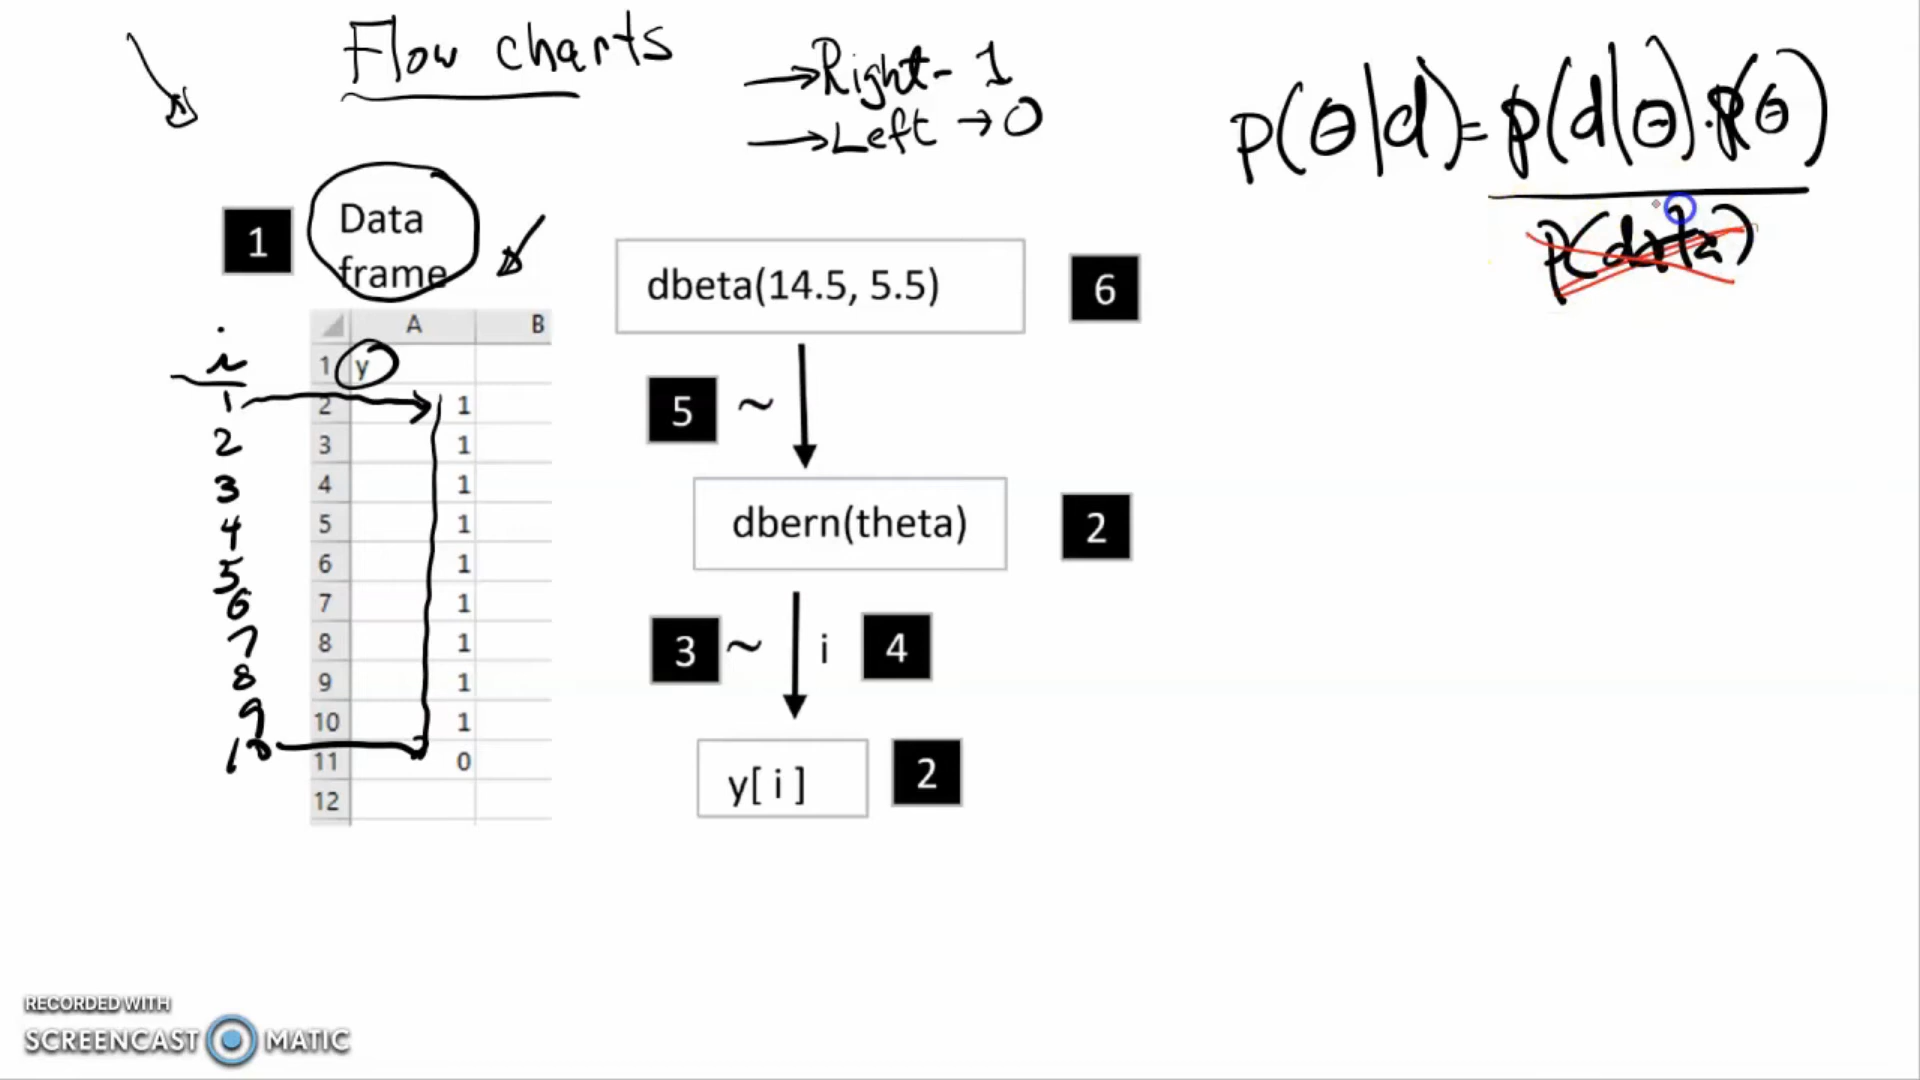 Flow charts
→Right- 1
→Left →0
P(θ|d)= p(d|θ).p(θ)
P(data)
1
Data
frame
A B
i
1 y
1 2 1
2 3 1
3 4 1
4 5 1
5 6 1
6 7 1
7 8 1
8 9 1
9 10 1
10 11 0
12
dbeta(14.5, 5.5)
6
5 ~
dbern(theta)
2
3 ~ i 4
y[ i ]
2
RECORDED WITH
SCREENCAST MATIC